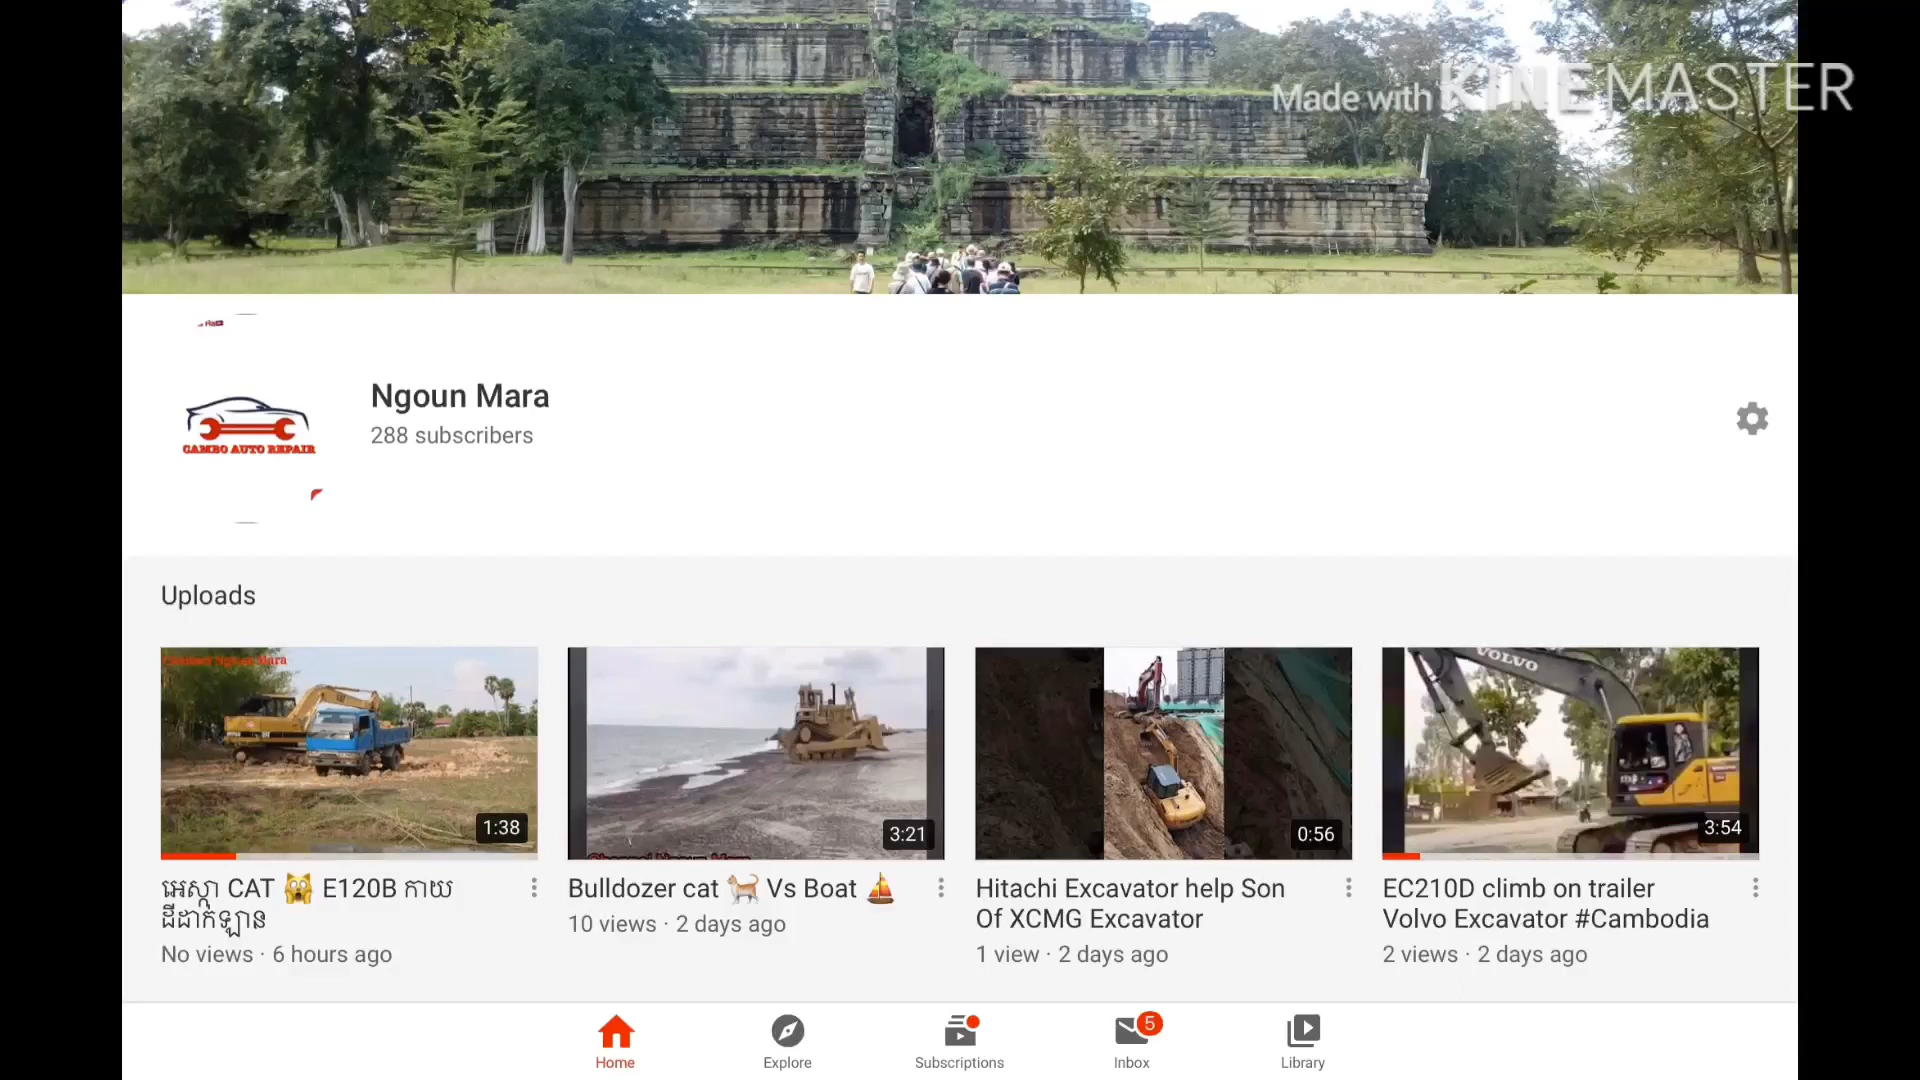 Made with KINEMASTER
Ngoun Mara
288 subscribers
CAMBO AUTO REPAIR
Uploads
VOLVO
1:38
3:21
0:56
3:54
អេស្កា CAT 🙀 E120B កាយ
ដីដាក់ឡាន
No views · 6 hours ago
Bulldozer cat 🐈 Vs Boat ⛵
10 views · 2 days ago
Hitachi Excavator help Son
Of XCMG Excavator
1 view · 2 days ago
EC210D climb on trailer
Volvo Excavator #Cambodia
2 views · 2 days ago
5
Home
Explore
Subscriptions
Inbox
Library